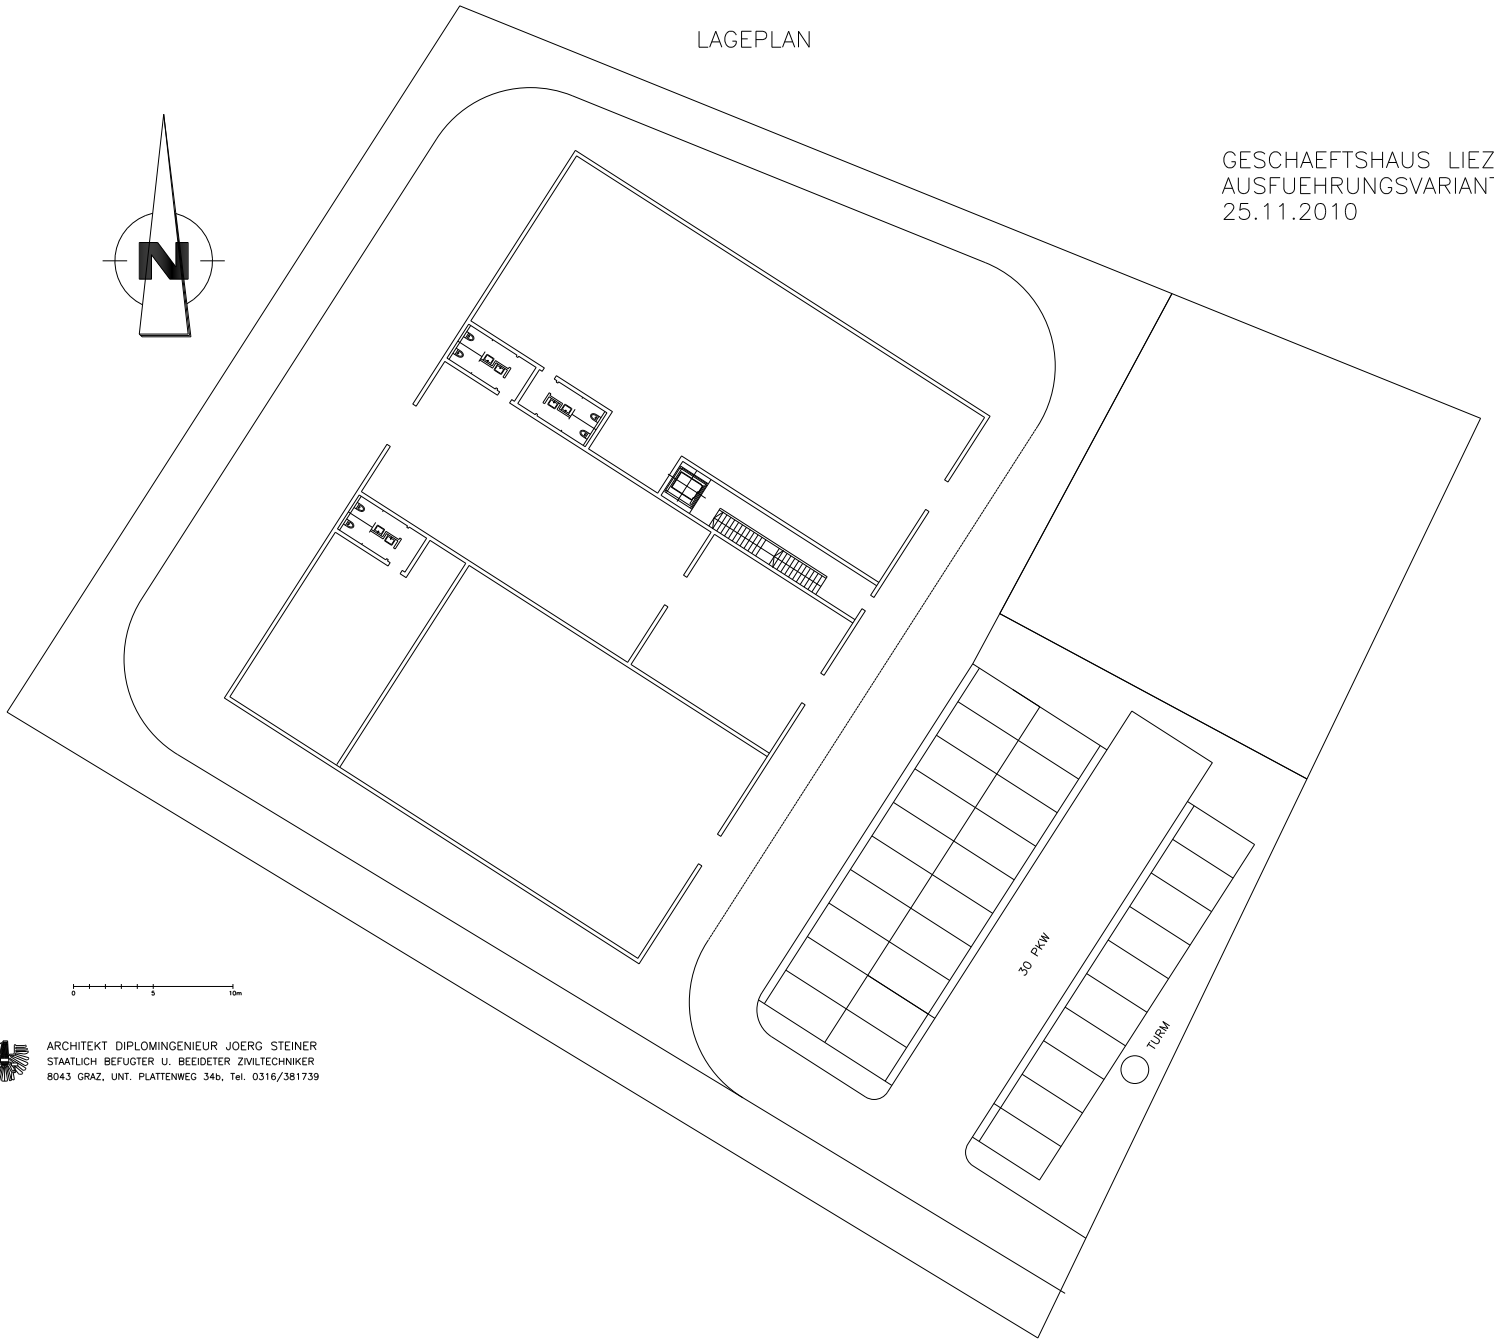 LAGEPLAN
GESCHAEFTSHAUS LIEZ
AUSFUEHRUNGSVARIANT
25.11.2010
N
30 PKW
TURM
0 5 10m
ARCHITEKT DIPLOMINGENIEUR JOERG STEINER
STAATLICH BEFUGTER U. BEEIDETER ZIVILTECHNIKER
8043 GRAZ, UNT. PLATTENWEG 34b, Tel. 0316/381739